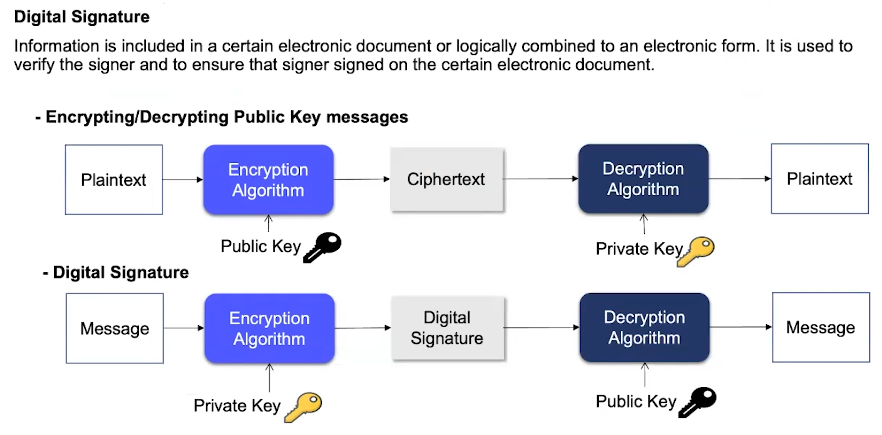 Digital Signature
Information is included in a certain electronic document or logically combined to an electronic form. It is used to
verify the signer and to ensure that signer signed on the certain electronic document.
- Encrypting/Decrypting Public Key messages
Plaintext
Encryption
Algorithm
Ciphertext
Decryption
Algorithm
Plaintext
Public Key
Private Key
- Digital Signature
Message
Encryption
Algorithm
Digital
Signature
Decryption
Algorithm
Message
Private Key
Public Key